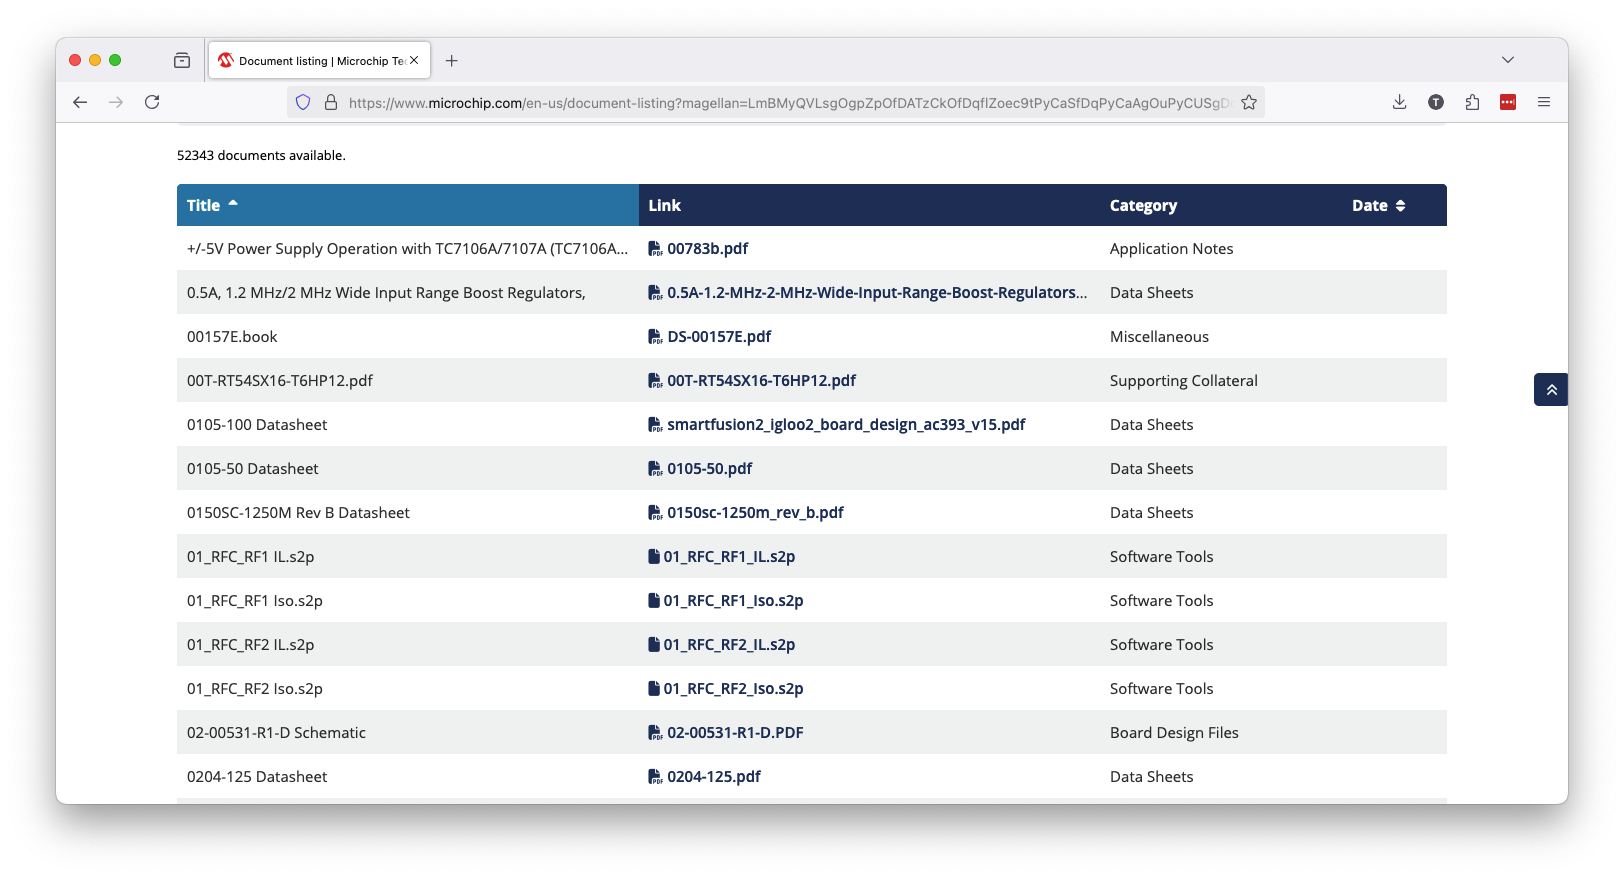 Document listing | Microchip Te
https://www.microchip.com/en-us/document-listing?magellan=LmBMyQVLsgOgpZpOfDATzCkOfDqfIZoec9tPyCaSfDqPyCaAgOuPyCUSgD
T
52343 documents available.
Title Link Category Date
+/-5V Power Supply Operation with TC7106A/7107A (TC7106A... 00783b.pdf Application Notes
0.5A, 1.2 MHz/2 MHz Wide Input Range Boost Regulators, 0.5A-1.2-MHz-2-MHz-Wide-Input-Range-Boost-Regulators... Data Sheets
00157E.book DS-00157E.pdf Miscellaneous
00T-RT54SX16-T6HP12.pdf 00T-RT54SX16-T6HP12.pdf Supporting Collateral
0105-100 Datasheet smartfusion2_igloo2_board_design_ac393_v15.pdf Data Sheets
0105-50 Datasheet 0105-50.pdf Data Sheets
0150SC-1250M Rev B Datasheet 0150sc-1250m_rev_b.pdf Data Sheets
01_RFC_RF1 IL.s2p 01_RFC_RF1_IL.s2p Software Tools
01_RFC_RF1 Iso.s2p 01_RFC_RF1_Iso.s2p Software Tools
01_RFC_RF2 IL.s2p 01_RFC_RF2_IL.s2p Software Tools
01_RFC_RF2 Iso.s2p 01_RFC_RF2_Iso.s2p Software Tools
02-00531-R1-D Schematic 02-00531-R1-D.PDF Board Design Files
0204-125 Datasheet 0204-125.pdf Data Sheets